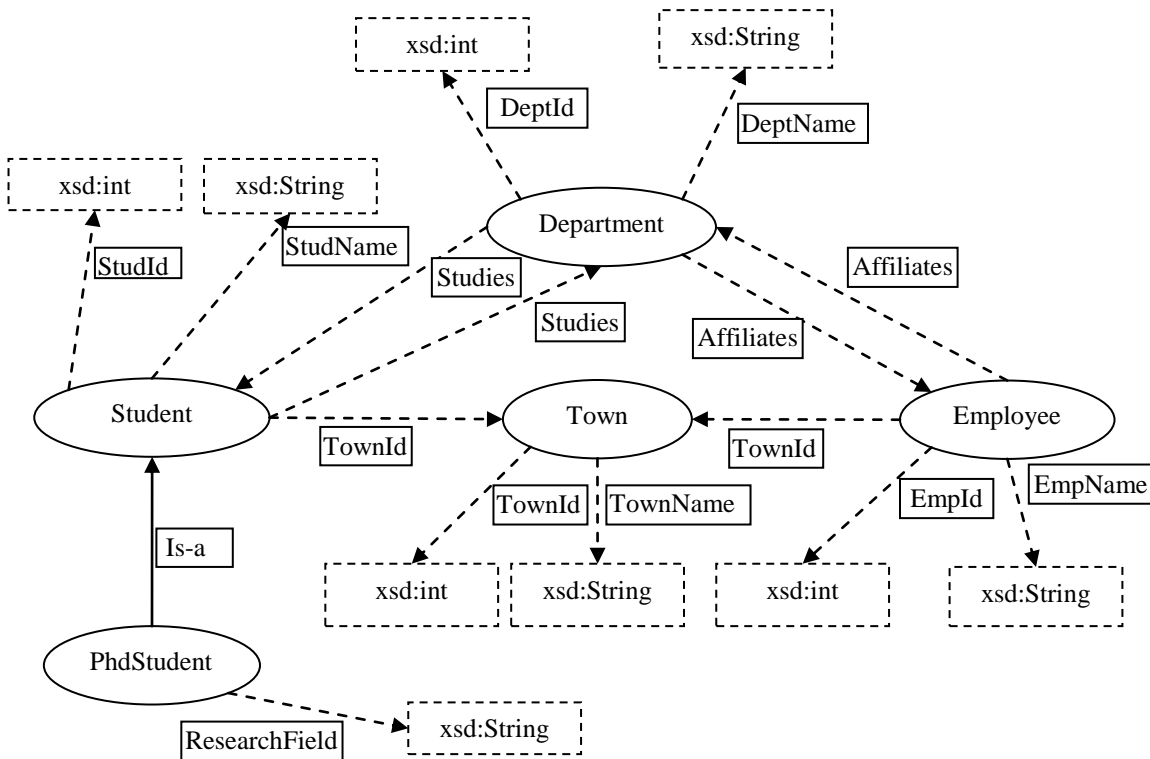 xsd:int
xsd:String
DeptId
DeptName
xsd:int
xsd:String
Department
StudId
StudName
Studies
Studies
Affiliates
Affiliates
Student
Town
Employee
TownId
TownId
TownId
TownName
EmpId
EmpName
Is-a
xsd:int
xsd:String
xsd:int
xsd:String
PhdStudent
ResearchField
xsd:String